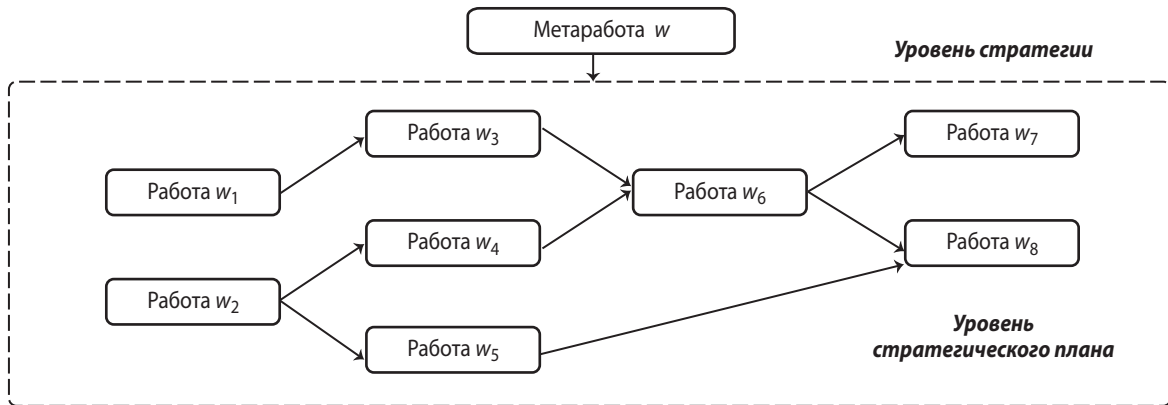 Метаработа w
Уровень стратегии
Работа w₃
Работа w₇
Работа w₁
Работа w₆
Работа w₄
Работа w₈
Работа w₂
Работа w₅
Уровень
стратегического плана